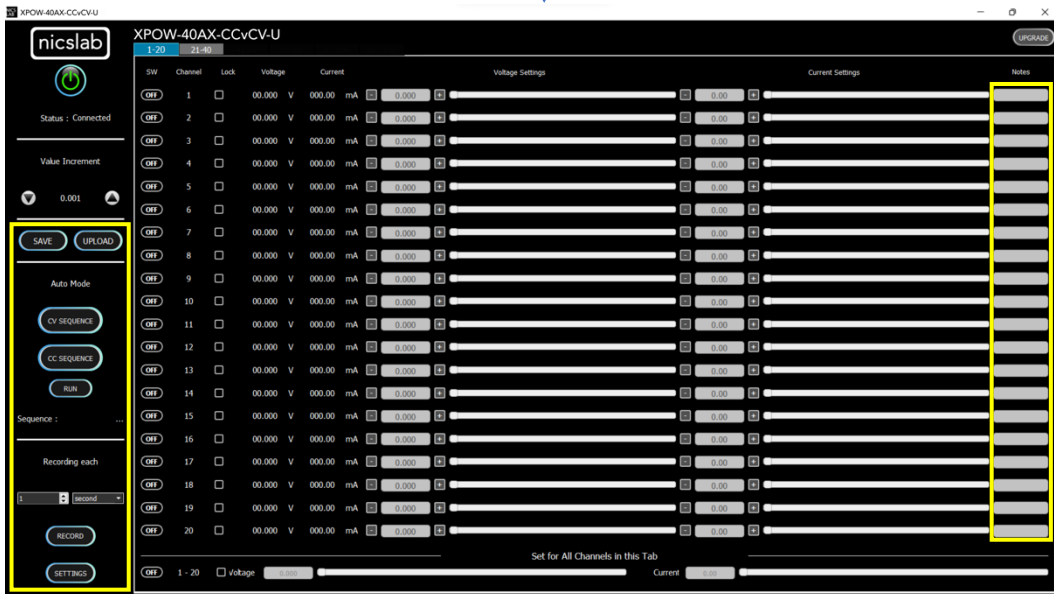 XPOW-40AX-CCvCV-U
nicslab
XPOW-40AX-CCvCV-U
UPGRADE
1-20 21-40
SW Channel Lock Voltage Current Voltage Settings Current Settings Notes
OFF 1 00.000 V 000.00 mA - 0.000 + - 0.00 +
OFF 2 00.000 V 000.00 mA - 0.000 + - 0.00 +
OFF 3 00.000 V 000.00 mA - 0.000 + - 0.00 +
OFF 4 00.000 V 000.00 mA - 0.000 + - 0.00 +
OFF 5 00.000 V 000.00 mA - 0.000 + - 0.00 +
OFF 6 00.000 V 000.00 mA - 0.000 + - 0.00 +
OFF 7 00.000 V 000.00 mA - 0.000 + - 0.00 +
OFF 8 00.000 V 000.00 mA - 0.000 + - 0.00 +
OFF 9 00.000 V 000.00 mA - 0.000 + - 0.00 +
OFF 10 00.000 V 000.00 mA - 0.000 + - 0.00 +
OFF 11 00.000 V 000.00 mA - 0.000 + - 0.00 +
OFF 12 00.000 V 000.00 mA - 0.000 + - 0.00 +
OFF 13 00.000 V 000.00 mA - 0.000 + - 0.00 +
OFF 14 00.000 V 000.00 mA - 0.000 + - 0.00 +
OFF 15 00.000 V 000.00 mA - 0.000 + - 0.00 +
OFF 16 00.000 V 000.00 mA - 0.000 + - 0.00 +
OFF 17 00.000 V 000.00 mA - 0.000 + - 0.00 +
OFF 18 00.000 V 000.00 mA - 0.000 + - 0.00 +
OFF 19 00.000 V 000.00 mA - 0.000 + - 0.00 +
OFF 20 00.000 V 000.00 mA - 0.000 + - 0.00 +
Set for All Channels in this Tab
OFF 1 - 20 Voltage 0.000 Current 0.00
Status : Connected
Value Increment
0.001
SAVE UPLOAD
Auto Mode
CV SEQUENCE
CC SEQUENCE
RUN
Sequence : ...
Recording each
1 second
RECORD
SETTINGS